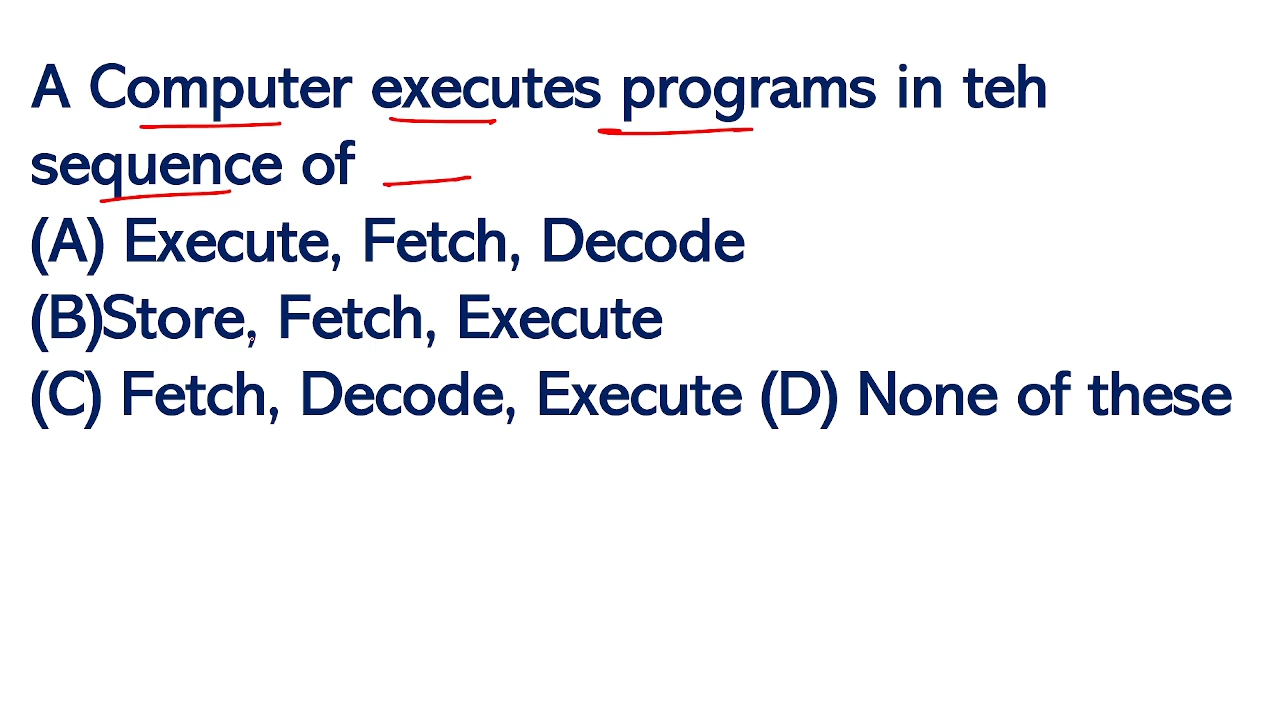 A Computer executes programs in teh
sequence of
(A) Execute, Fetch, Decode
(B)Store, Fetch, Execute
(C) Fetch, Decode, Execute (D) None of these